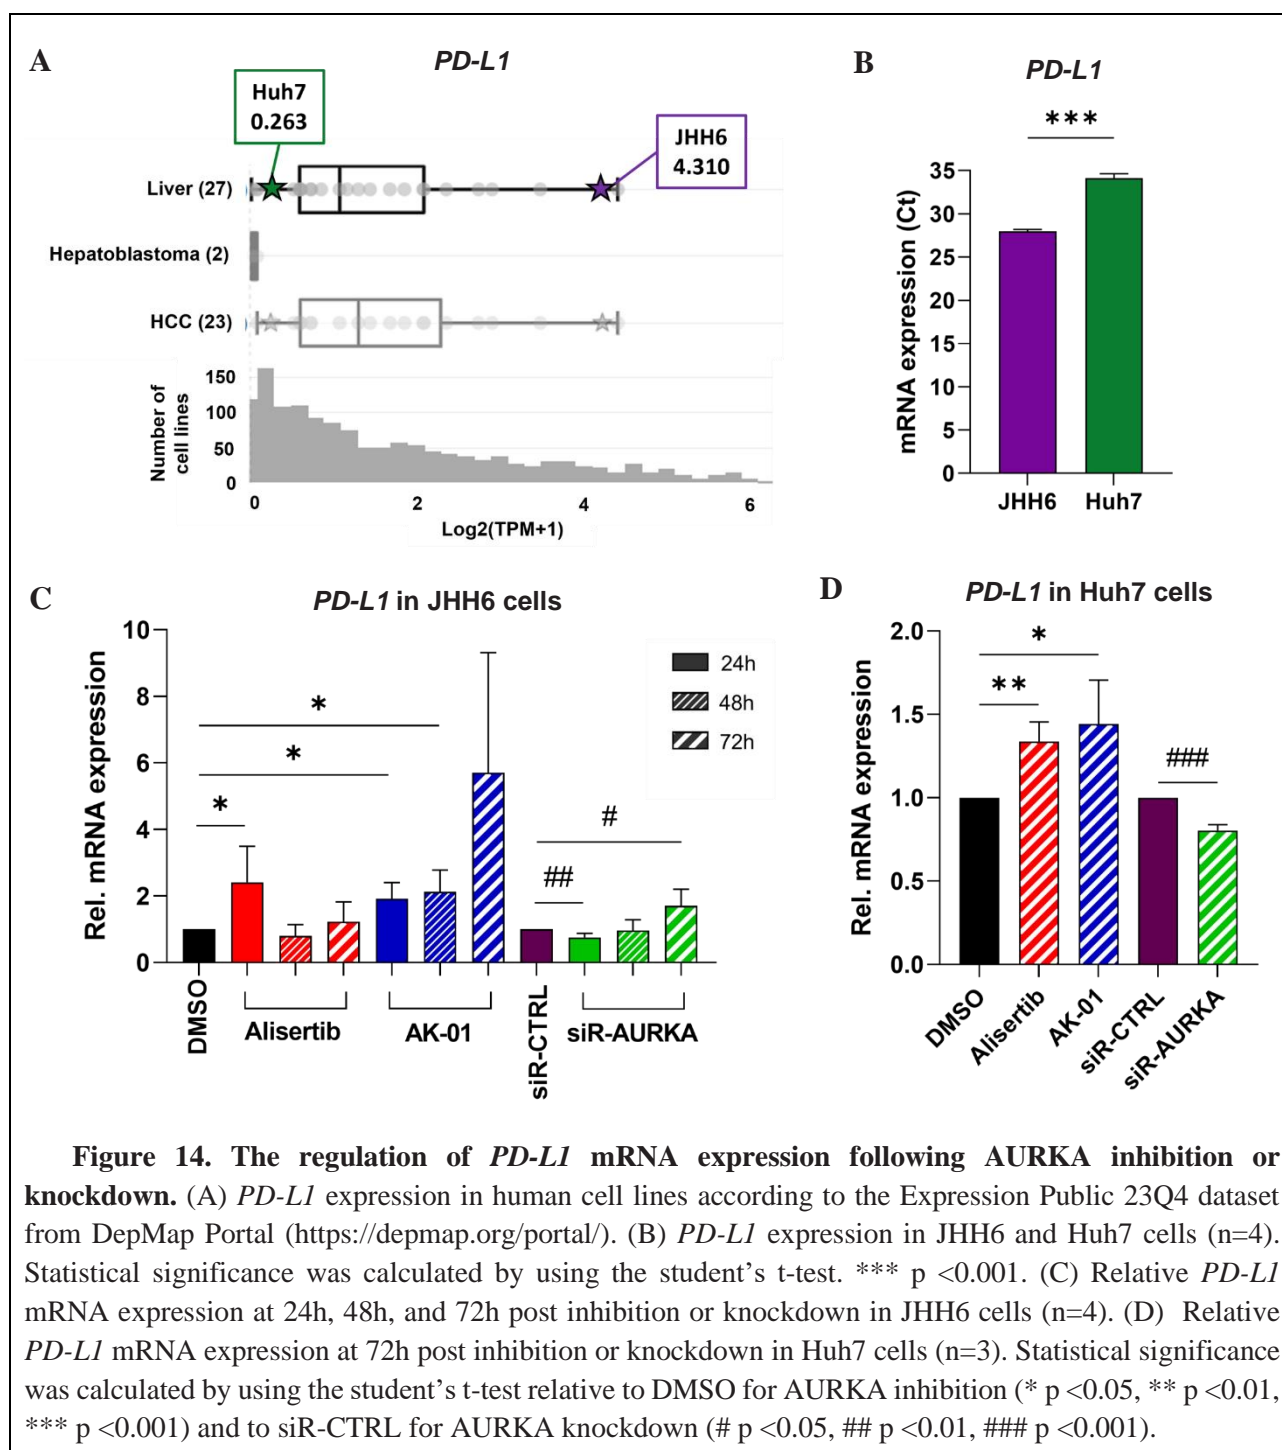 A
PD-L1
Huh7
0.263
JHH6
4.310
Liver (27)
Hepatoblastoma (2)
HCC (23)
Number of
cell lines
150
100
50
0
0 2 4 6
Log2(TPM+1)
B
PD-L1
***
mRNA expression (Ct)
35
30
25
20
15
10
5
0
JHH6 Huh7
C
PD-L1 in JHH6 cells
Rel. mRNA expression
10
8
6
4
2
0
*
*
*
##
#
24h
48h
72h
DMSO
Alisertib
AK-01
siR-CTRL
siR-AURKA
D
PD-L1 in Huh7 cells
Rel. mRNA expression
2.0
1.5
1.0
0.5
0.0
*
**
###
DMSO
Alisertib
AK-01
siR-CTRL
siR-AURKA
Figure 14. The regulation of PD-L1 mRNA expression following AURKA inhibition or
knockdown. (A) PD-L1 expression in human cell lines according to the Expression Public 23Q4 dataset
from DepMap Portal (https://depmap.org/portal/). (B) PD-L1 expression in JHH6 and Huh7 cells (n=4).
Statistical significance was calculated by using the student’s t-test. *** p <0.001. (C) Relative PD-L1
mRNA expression at 24h, 48h, and 72h post inhibition or knockdown in JHH6 cells (n=4). (D) Relative
PD-L1 mRNA expression at 72h post inhibition or knockdown in Huh7 cells (n=3). Statistical significance
was calculated by using the student’s t-test relative to DMSO for AURKA inhibition (* p <0.05, ** p <0.01,
*** p <0.001) and to siR-CTRL for AURKA knockdown (# p <0.05, ## p <0.01, ### p <0.001).